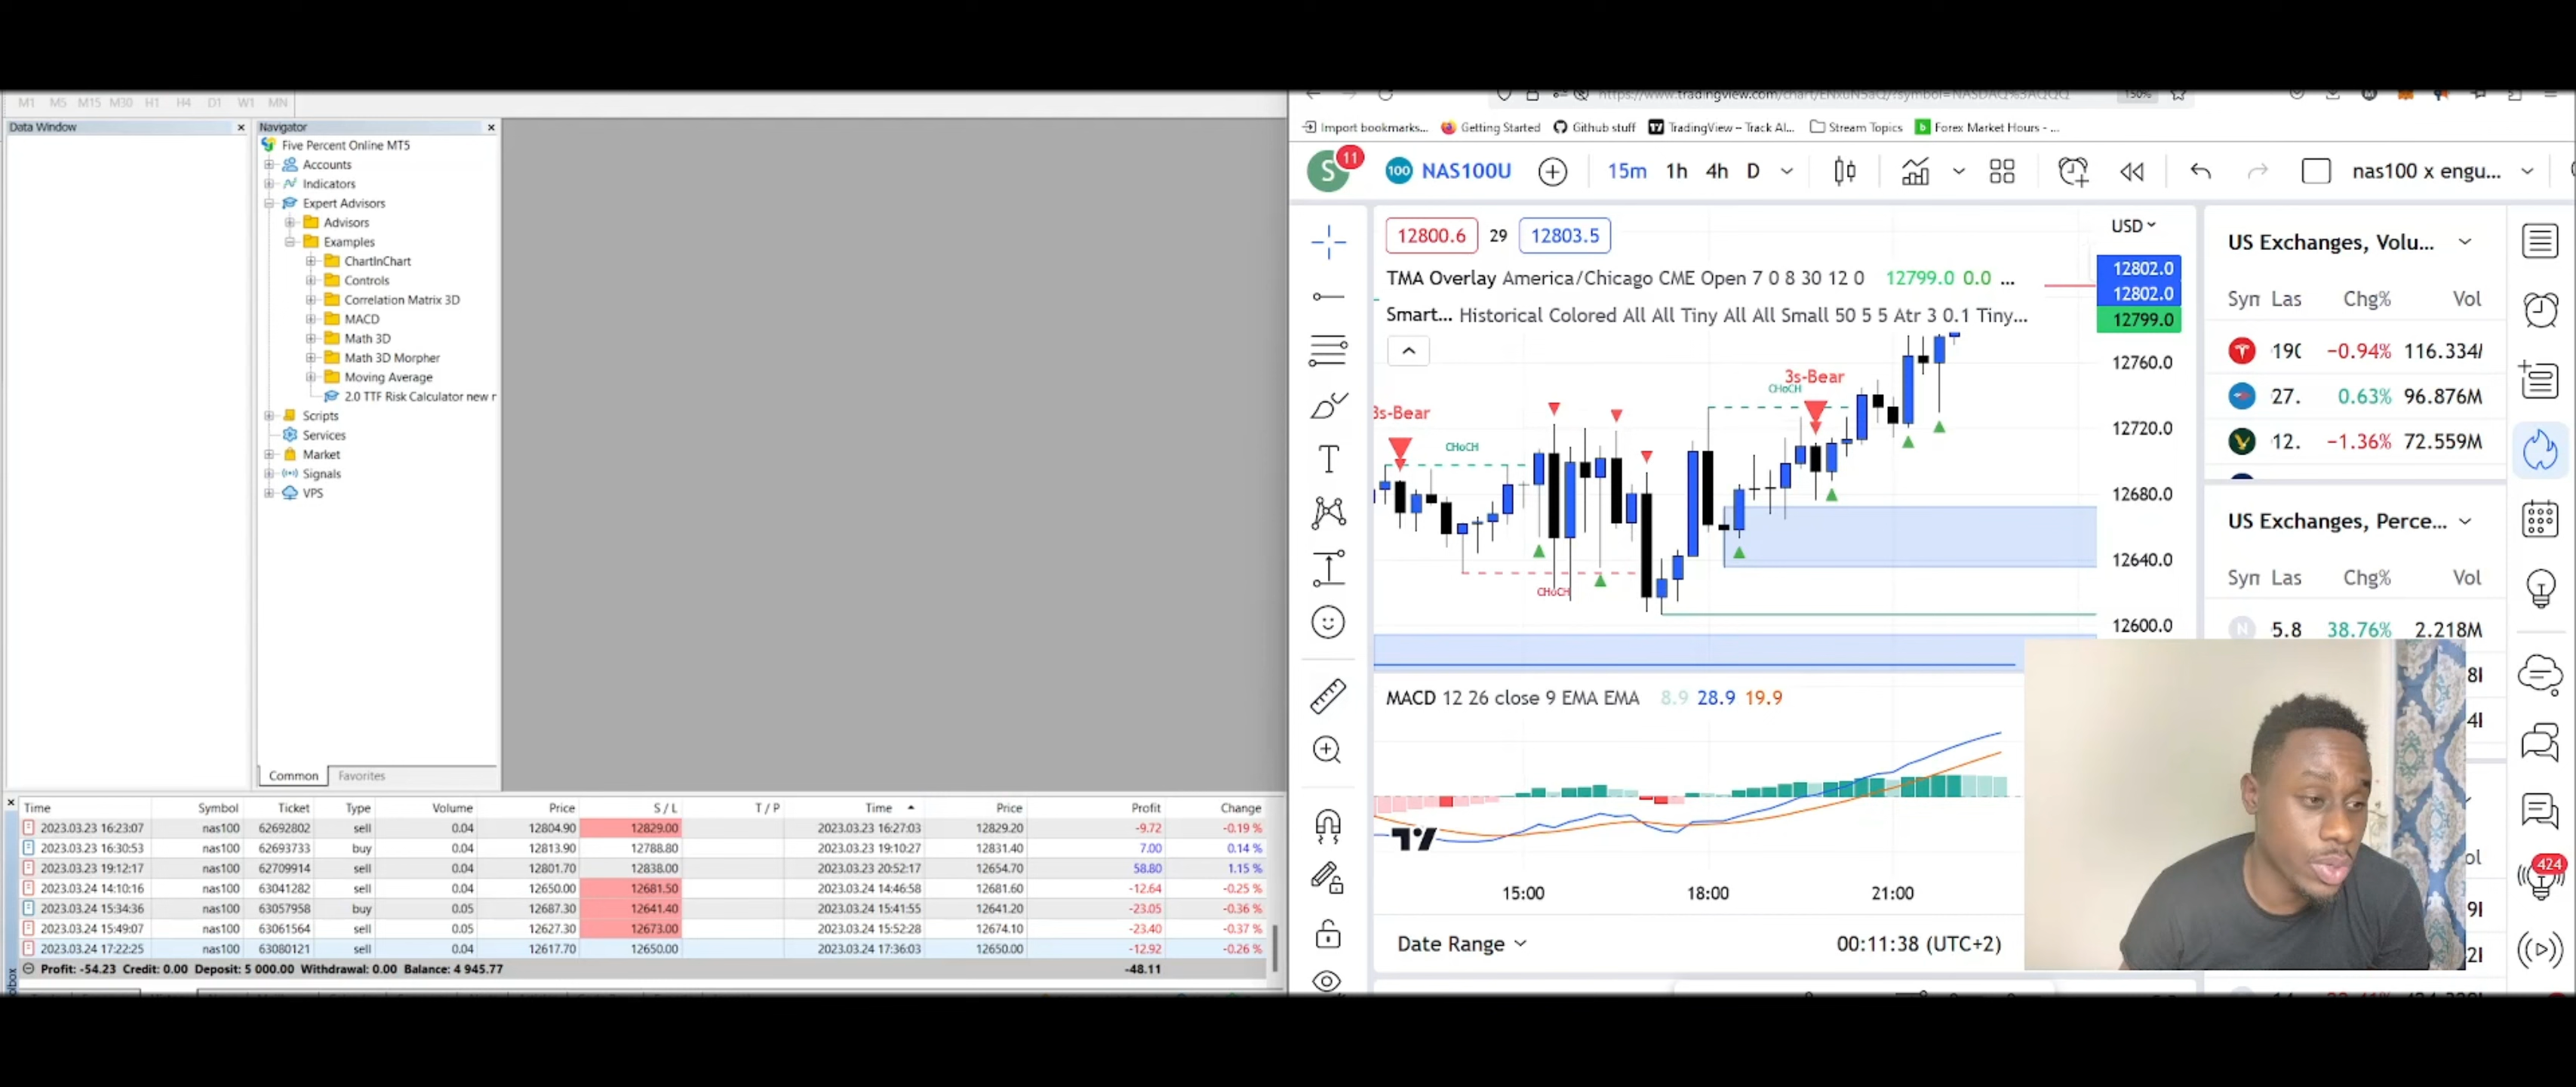 M1 M5 M15 M30 H1 H4 D1 W1 MN
Data Window
Navigator
Five Percent Online MT5
Accounts
Indicators
Expert Advisors
Advisors
Examples
ChartInChart
Controls
Correlation Matrix 3D
MACD
Math 3D
Math 3D Morpher
Moving Average
2.0 TTF Risk Calculator new r
Scripts
Services
Market
Signals
VPS
Common Favorites
Time Symbol Ticket Type Volume Price S / L T / P Time Price Profit Change
2023.03.23 16:23:07 nas100 62692802 sell 0.04 12804.90 12829.00 2023.03.23 16:27:03 12829.20 -9.72 -0.19 %
2023.03.23 16:30:53 nas100 62693733 buy 0.04 12813.90 12788.80 2023.03.23 19:10:27 12831.40 7.00 0.14 %
2023.03.23 19:12:17 nas100 62709914 sell 0.04 12801.70 12838.00 2023.03.23 20:52:17 12654.70 58.80 1.15 %
2023.03.24 14:10:16 nas100 63041282 sell 0.04 12650.00 12681.50 2023.03.24 14:46:58 12681.60 -12.64 -0.25 %
2023.03.24 15:34:36 nas100 63057958 buy 0.05 12687.30 12641.40 2023.03.24 15:41:55 12641.20 -23.05 -0.36 %
2023.03.24 15:49:07 nas100 63061564 sell 0.05 12627.30 12673.00 2023.03.24 15:52:28 12674.10 -23.40 -0.37 %
2023.03.24 17:22:25 nas100 63080121 sell 0.04 12617.70 12650.00 2023.03.24 17:36:03 12650.00 -12.92 -0.26 %
Profit: -54.23 Credit: 0.00 Deposit: 5 000.00 Withdrawal: 0.00 Balance: 4 945.77 -48.11
150%
Import bookmarks... Getting Started Github stuff TradingView – Track Al... Stream Topics Forex Market Hours - ...
S 11 100 NAS100U 15m 1h 4h D nas100 x engu...
12800.6 29 12803.5
TMA Overlay America/Chicago CME Open 7 0 8 30 12 0 12799.0 0.0 ...
Smart... Historical Colored All All Tiny All All Small 50 5 5 Atr 3 0.1 Tiny...
USD
12802.0
12802.0
12799.0
12760.0
12720.0
12680.0
12640.0
12600.0
3s-Bear
CHoCH
3s-Bear
CHoCH
CHoCH
MACD 12 26 close 9 EMA EMA 8.9 28.9 19.9
15:00 18:00 21:00
Date Range 00:11:38 (UTC+2)
US Exchanges, Volu...
Las Chg% Vol
−0.94% 116.334
27. 0.63% 96.876M
12. −1.36% 72.559M
US Exchanges, Perce...
Las Chg% Vol
N 5.8 38.76% 2.218M
424